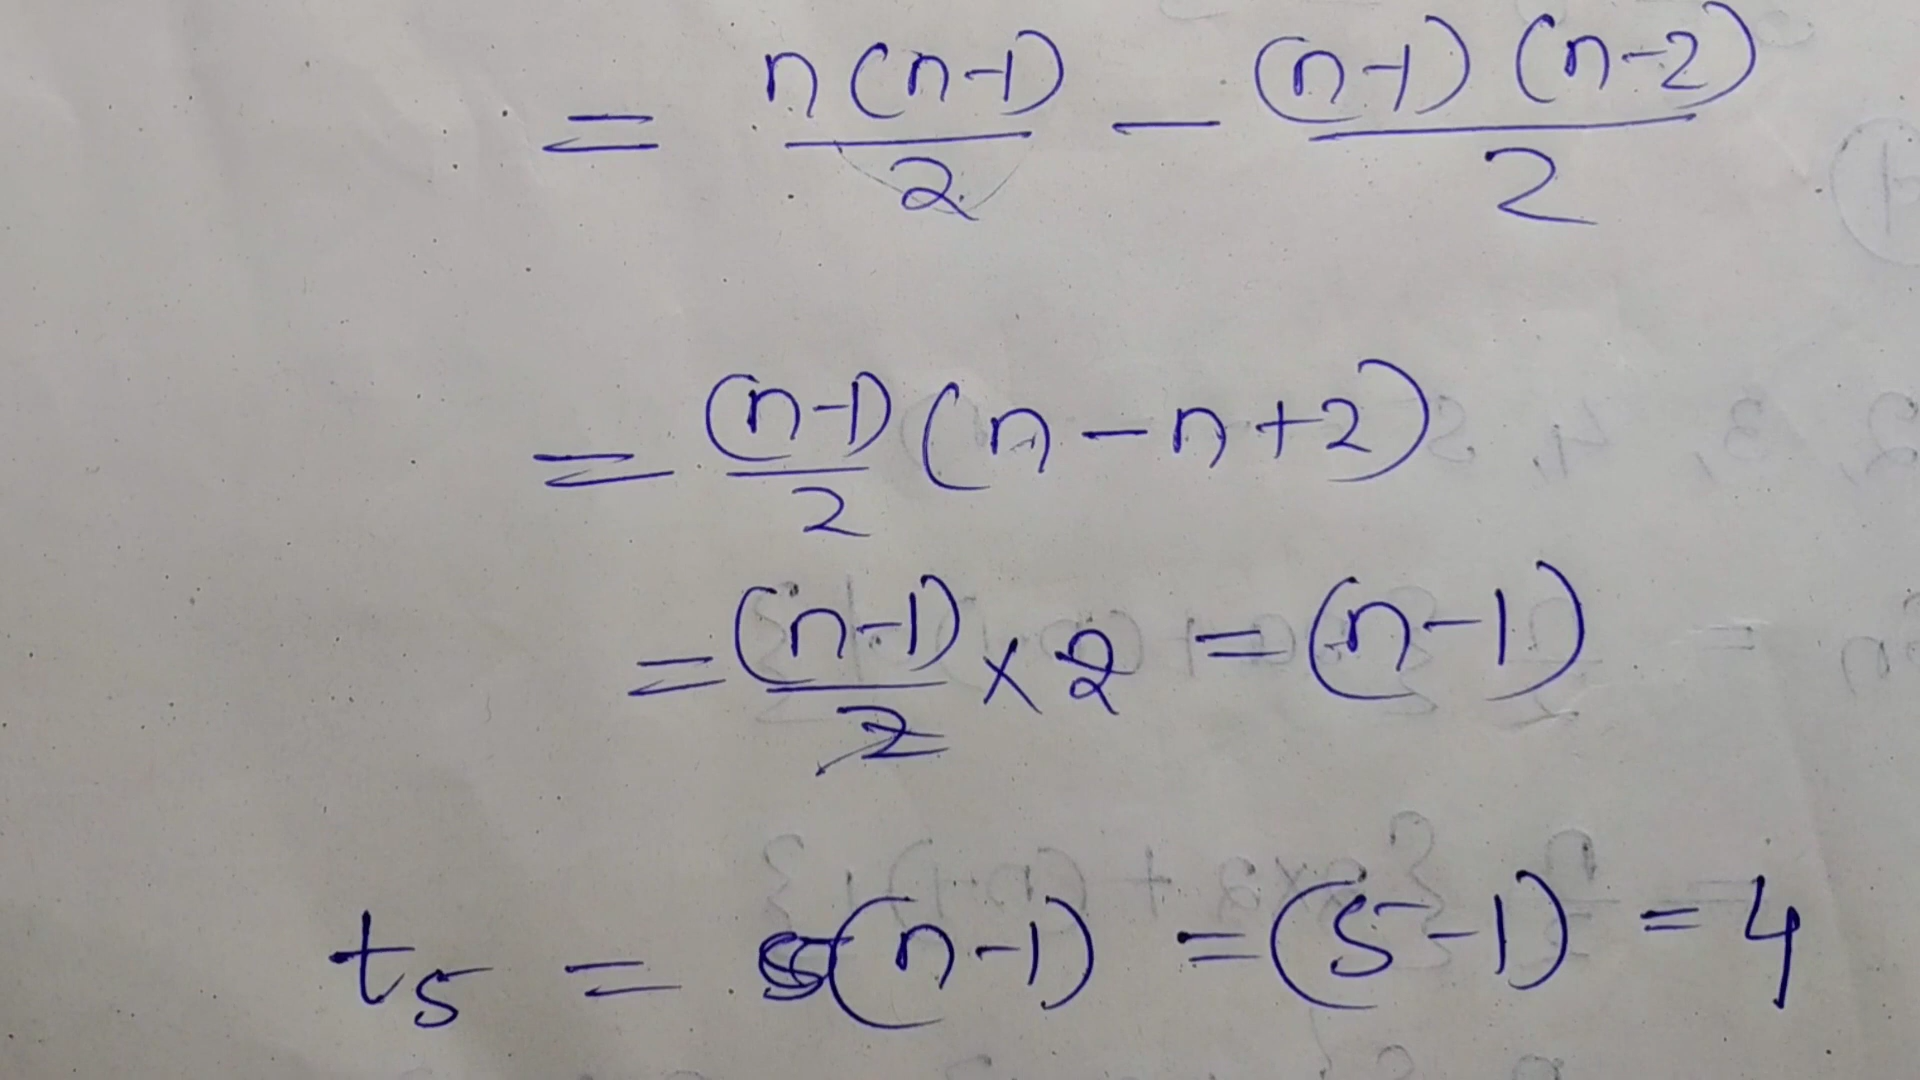 = n(n-1)/2 - (n-1)(n-2)/2
= (n-1)/2 (n-n+2)
= (n-1)/2 × 2 = (n-1)
t₅ = (n-1) = (5-1) = 4